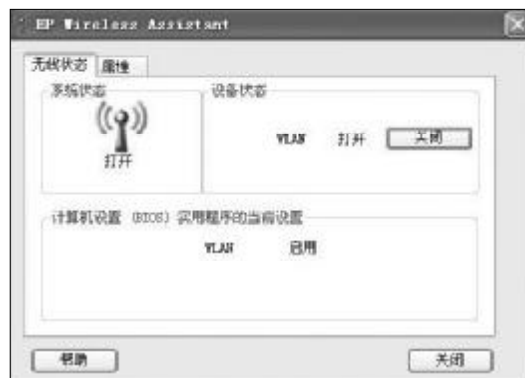 HP Wireless Assistant
无线状态 属性
系统状态
打开
设备状态
WLAN 打开 关闭
计算机设置 (BIOS) 实用程序的当前设置
WLAN 启用
帮助 关闭